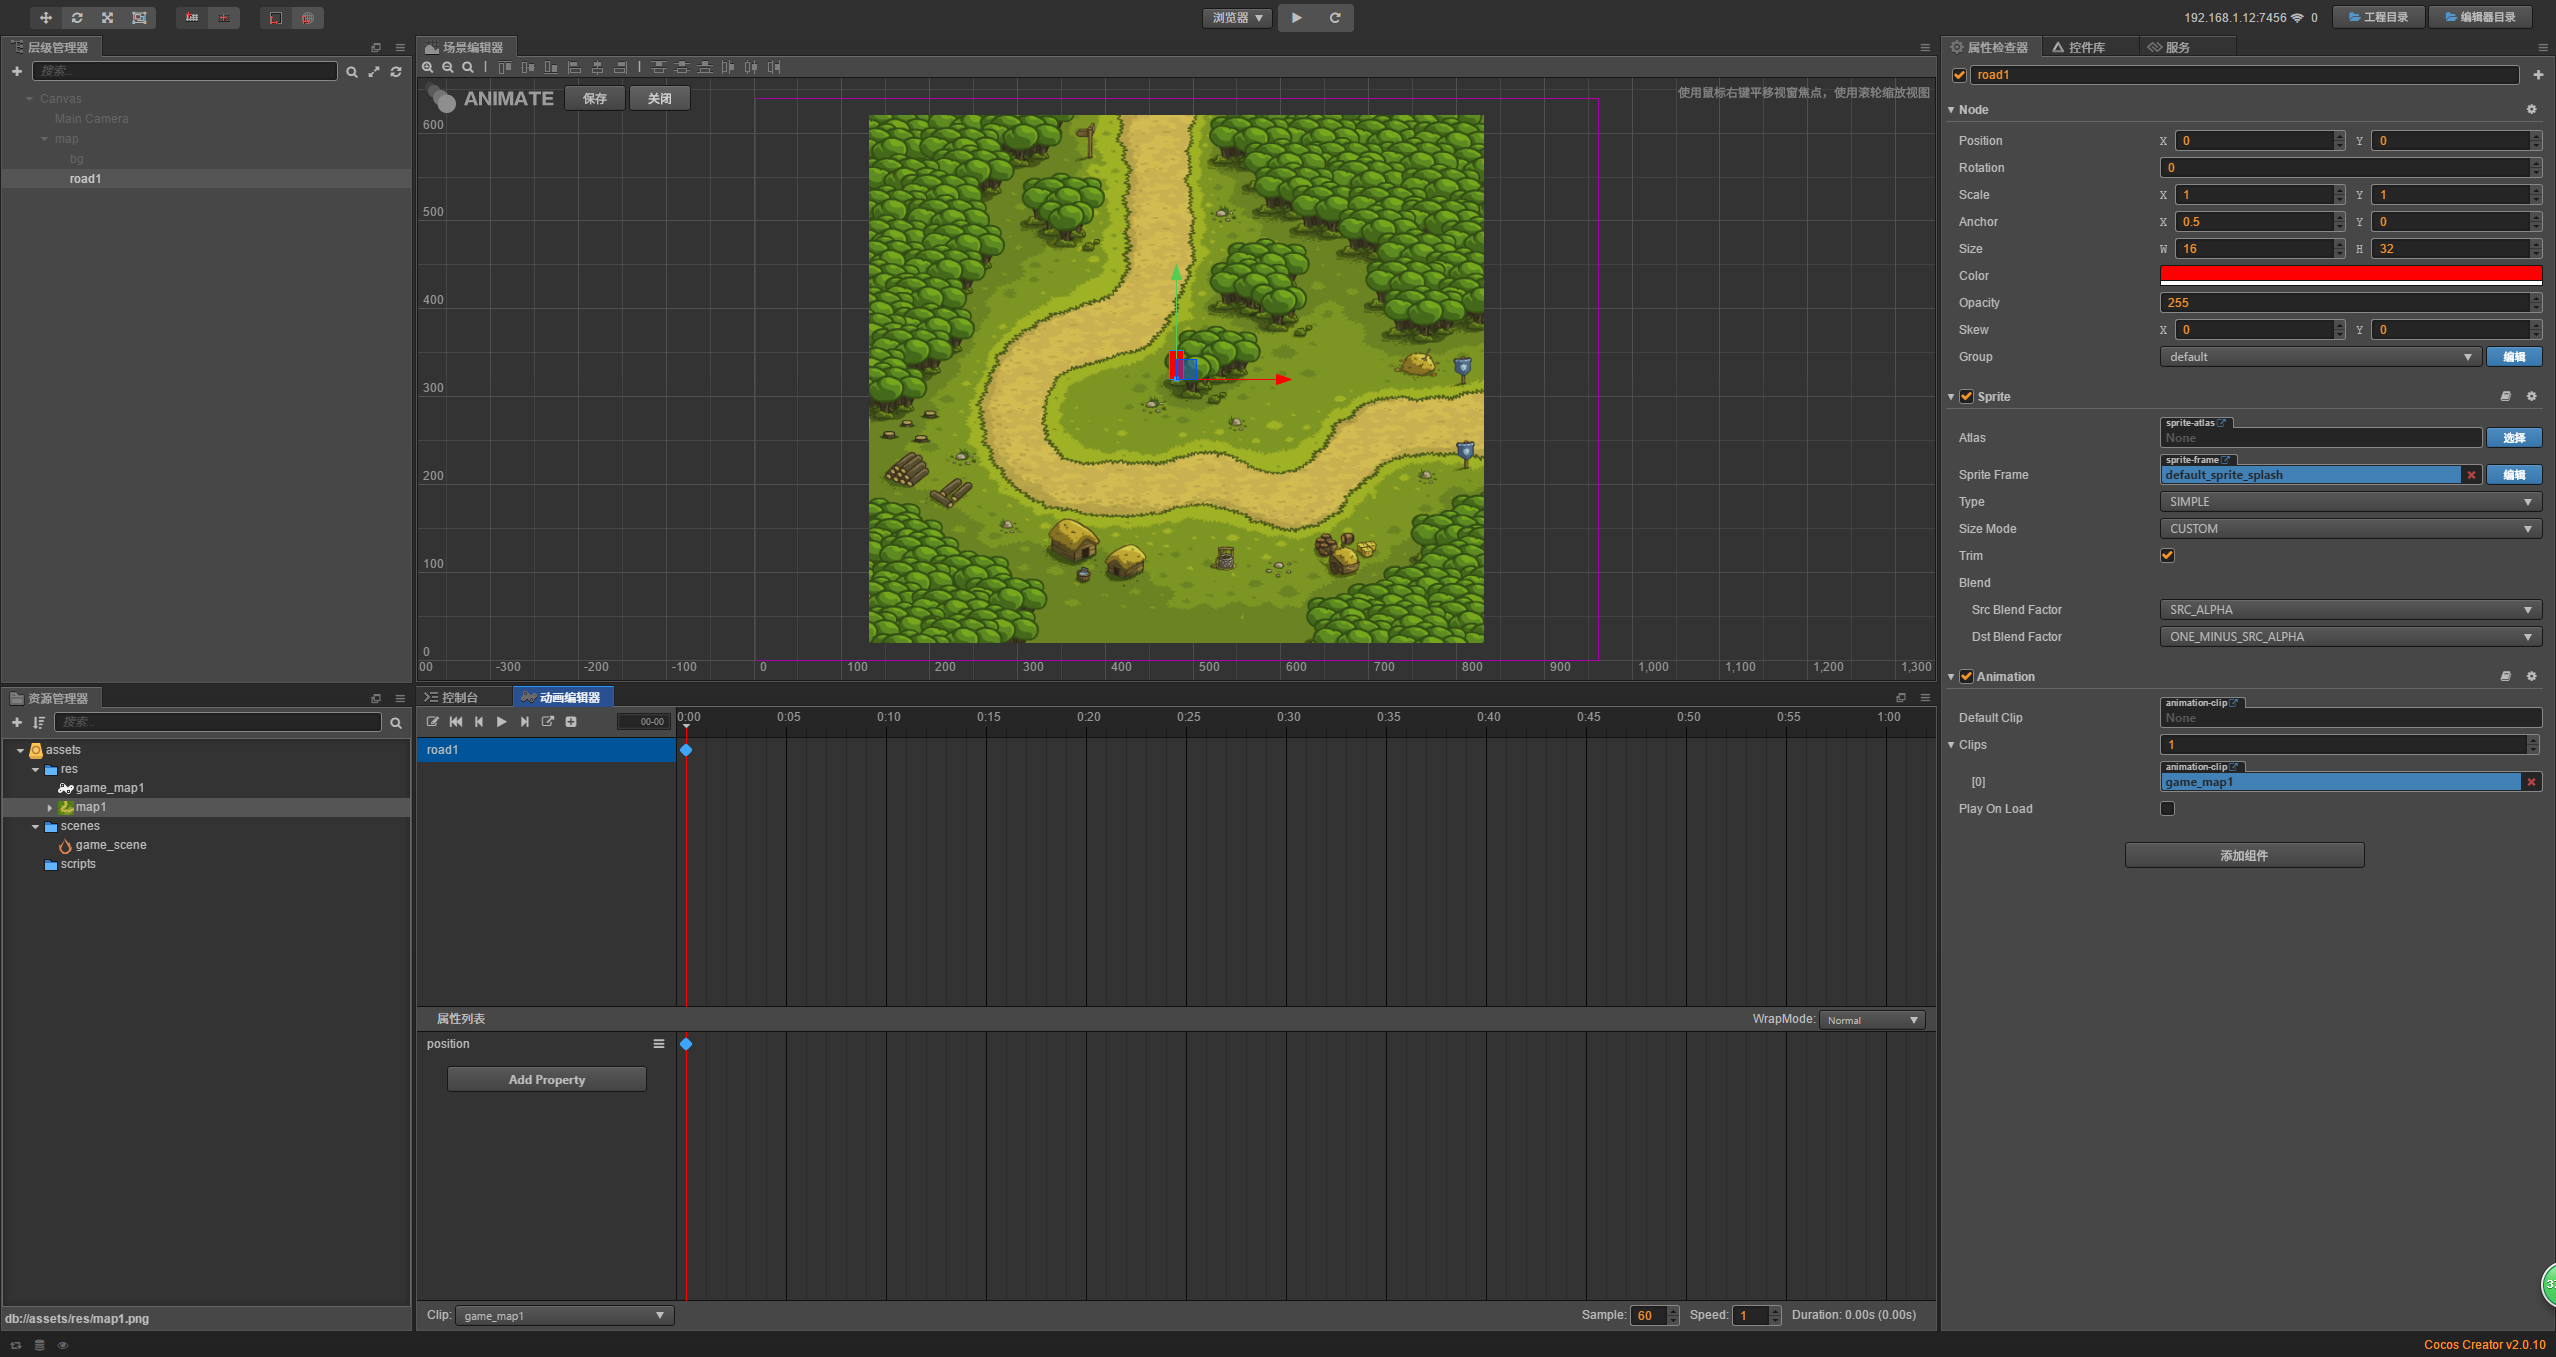 浏览器
192.168.1.12:7456 0
工程目录
编辑器目录
层级管理器
搜索...
Canvas
Main Camera
map
bg
road1
场景编辑器
ANIMATE
保存
关闭
使用鼠标右键平移视窗焦点，使用滚轮缩放视图
600
500
400
300
200
100
0
00 -300 -200 -100 0 100 200 300 400 500 600 700 800 900 1,000 1,100 1,200 1,300
资源管理器
搜索...
assets
res
game_map1
map1
scenes
game_scene
scripts
db://assets/res/map1.png
控制台
动画编辑器
00-00
0:00 0:05 0:10 0:15 0:20 0:25 0:30 0:35 0:40 0:45 0:50 0:55 1:00
road1
属性列表
WrapMode: Normal
position
Add Property
Clip: game_map1
Sample: 60 Speed: 1 Duration: 0.00s (0.00s)
属性检查器
控件库
服务
road1
Node
Position X 0 Y 0
Rotation 0
Scale X 1 Y 1
Anchor X 0.5 Y 0
Size W 16 H 32
Color
Opacity 255
Skew X 0 Y 0
Group default 编辑
Sprite
sprite-atlas
Atlas None 选择
sprite-frame
Sprite Frame default_sprite_splash 编辑
Type SIMPLE
Size Mode CUSTOM
Trim
Blend
Src Blend Factor SRC_ALPHA
Dst Blend Factor ONE_MINUS_SRC_ALPHA
Animation
animation-clip
Default Clip None
Clips 1
animation-clip
[0] game_map1
Play On Load
添加组件
Cocos Creator v2.0.10